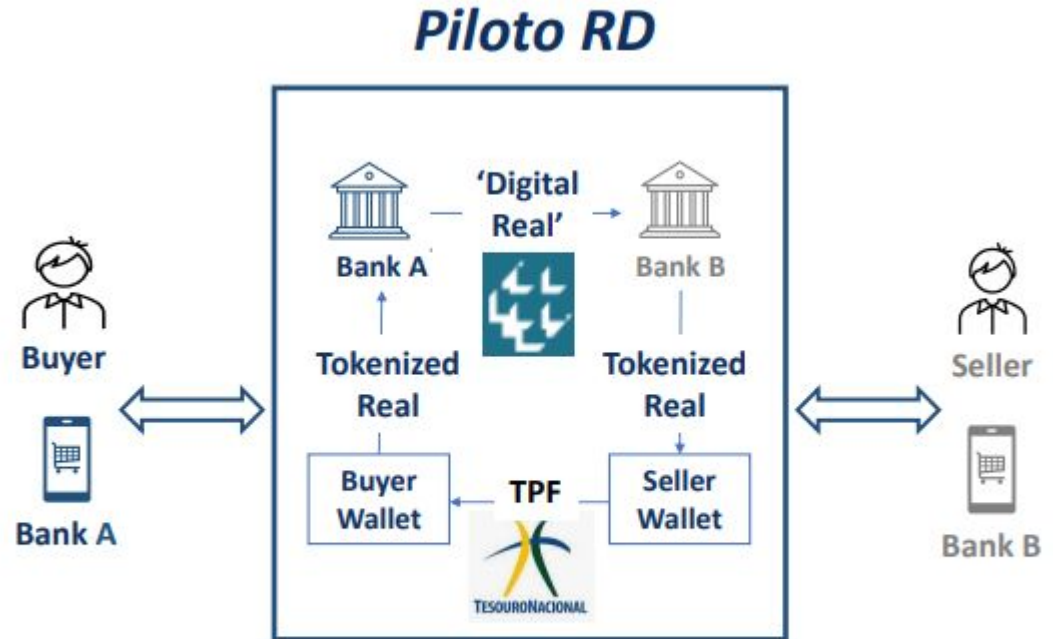 Piloto RD
‘Digital
Real’
Bank A
Bank B
Buyer
Tokenized
Real
Tokenized
Real
Seller
Buyer
Wallet
TPF
Seller
Wallet
Bank A
Bank B
TESOURONACIONAL